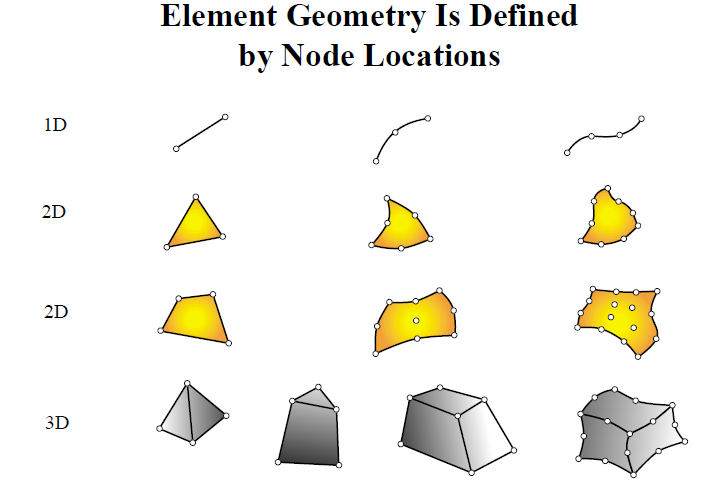 Element Geometry Is Defined
by Node Locations
1D
2D
2D
3D